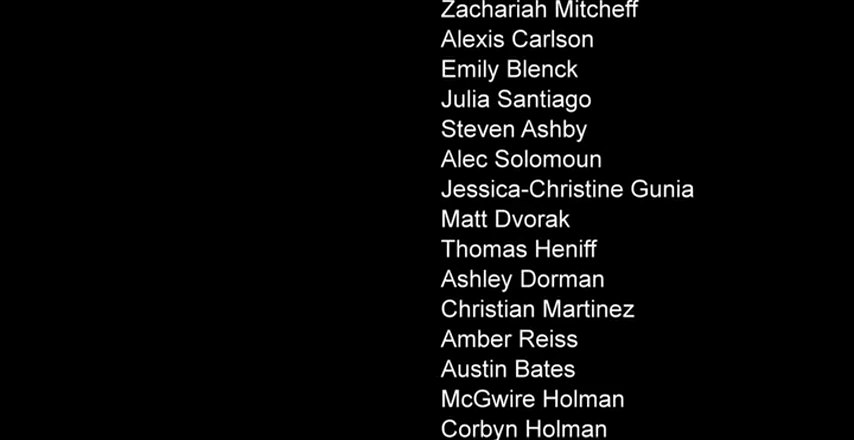 Zachariah Mitcheff
Alexis Carlson
Emily Blenck
Julia Santiago
Steven Ashby
Alec Solomoun
Jessica-Christine Gunia
Matt Dvorak
Thomas Heniff
Ashley Dorman
Christian Martinez
Amber Reiss
Austin Bates
McGwire Holman
Corbyn Holman